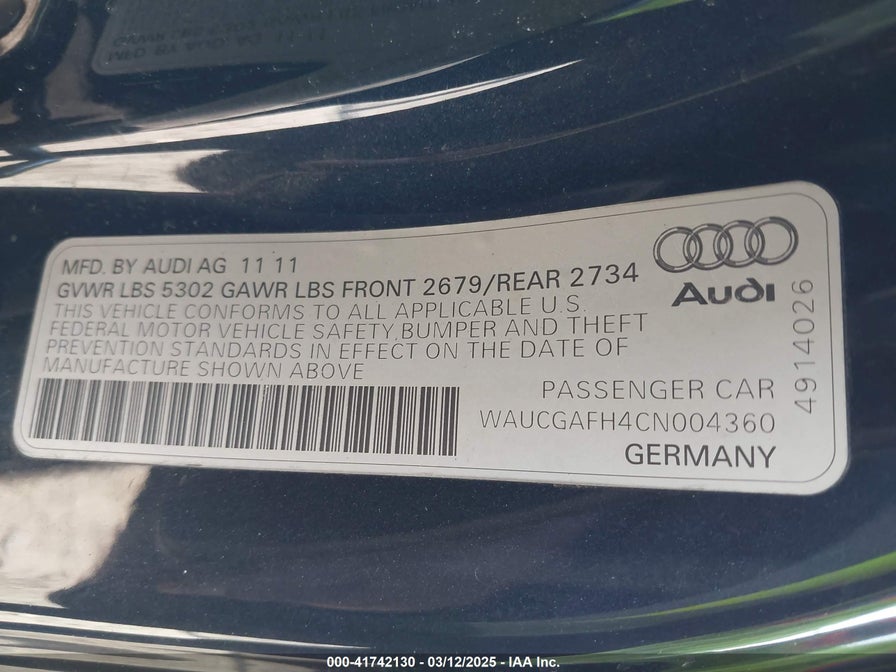 MFD. BY AUDI AG 11 11
GVWR LBS 5302 GAWR LBS FRONT 2679/REAR 2734
THIS VEHICLE CONFORMS TO ALL APPLICABLE U.S.
FEDERAL MOTOR VEHICLE SAFETY, BUMPER AND THEFT
PREVENTION STANDARDS IN EFFECT ON THE DATE OF
MANUFACTURE SHOWN ABOVE
Audi
4914026
PASSENGER CAR
WAUCGAFH4CN004360
GERMANY
000-41742130 - 03/12/2025 - IAA Inc.